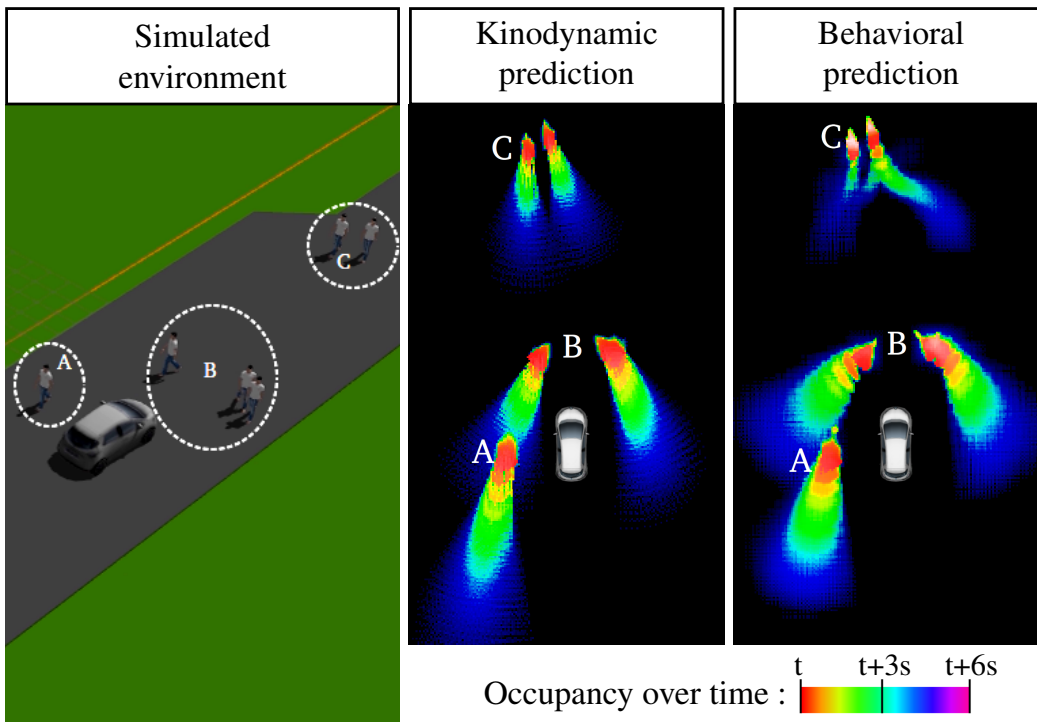 Simulated
environment
Kinodynamic
prediction
Behavioral
prediction
A
B
C
C
B
A
C
B
A
t
t+3s
t+6s
Occupancy over time :